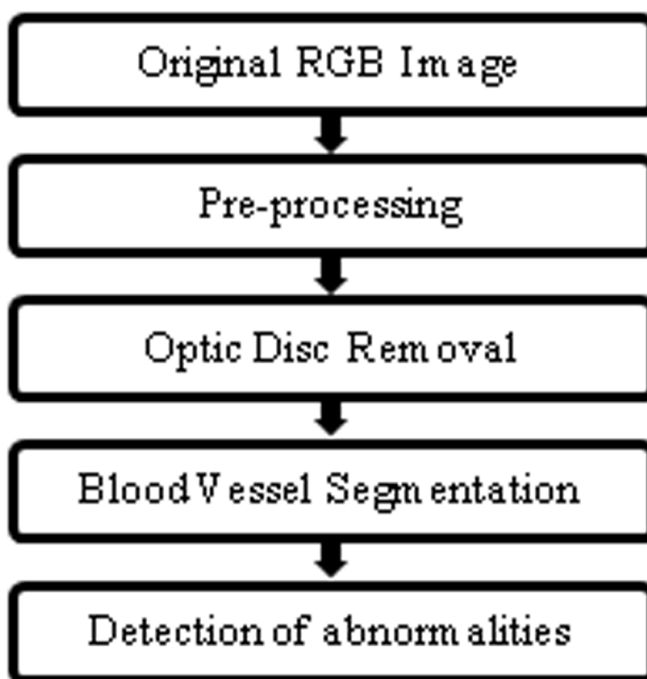 Original RGB Image
Pre-processing
Optic Disc Removal
Blood Vessel Segmentation
Detection of abnormalities